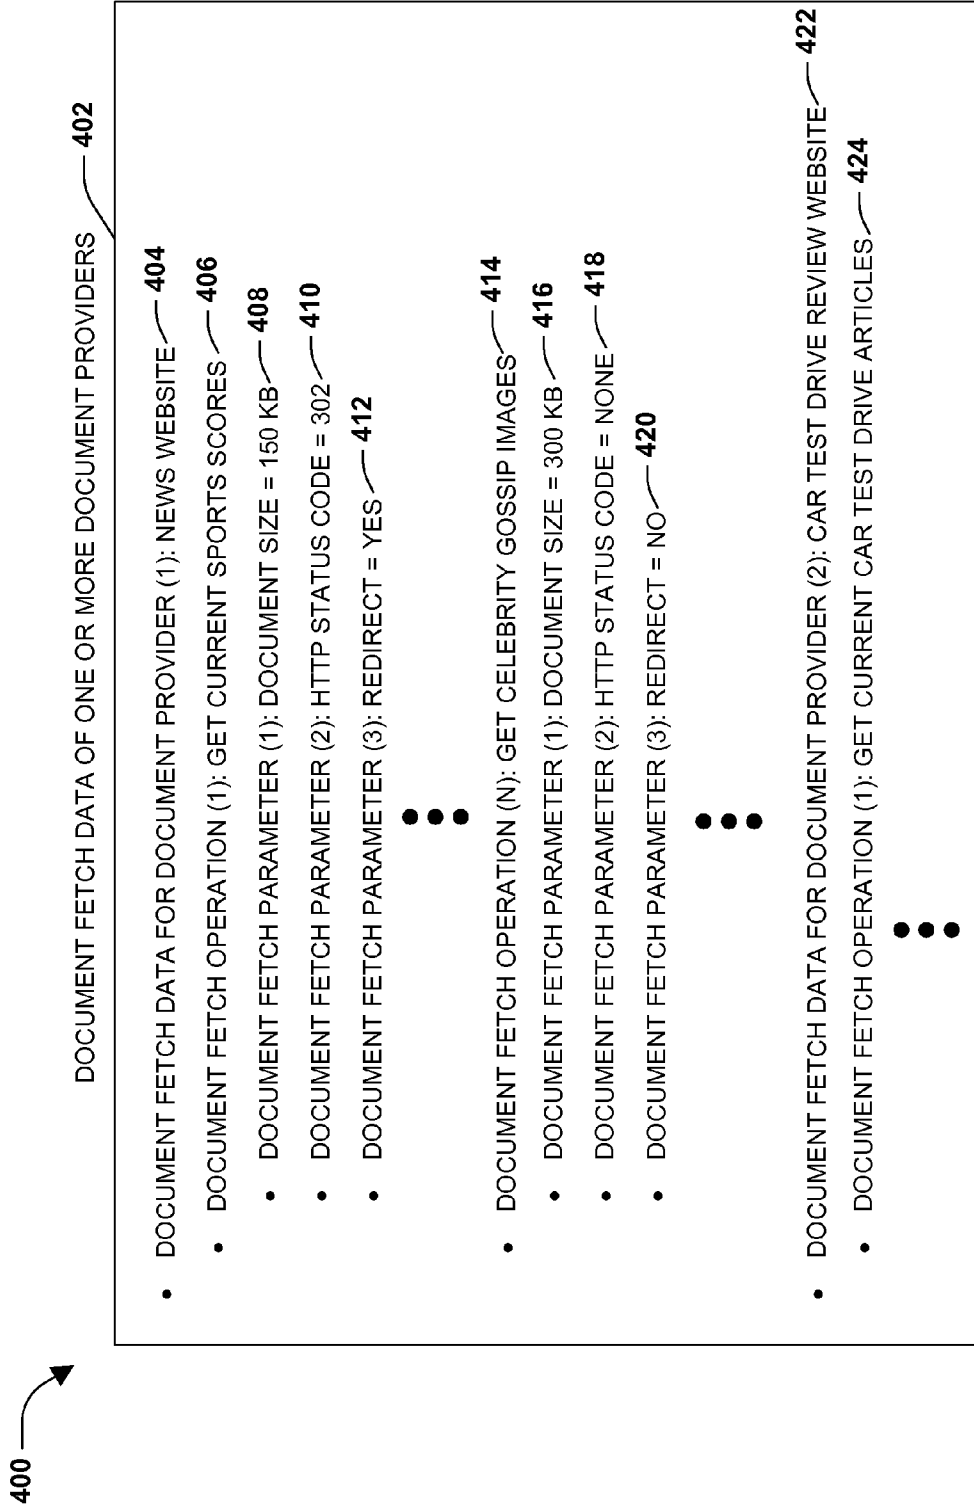 400
DOCUMENT FETCH DATA OF ONE OR MORE DOCUMENT PROVIDERS 402
• DOCUMENT FETCH DATA FOR DOCUMENT PROVIDER (1): NEWS WEBSITE 404
• DOCUMENT FETCH OPERATION (1): GET CURRENT SPORTS SCORES 406
• DOCUMENT FETCH PARAMETER (1): DOCUMENT SIZE = 150 KB 408
• DOCUMENT FETCH PARAMETER (2): HTTP STATUS CODE = 302 410
• DOCUMENT FETCH PARAMETER (3): REDIRECT = YES 412
• DOCUMENT FETCH OPERATION (N): GET CELEBRITY GOSSIP IMAGES 414
• DOCUMENT FETCH PARAMETER (1): DOCUMENT SIZE = 300 KB 416
• DOCUMENT FETCH PARAMETER (2): HTTP STATUS CODE = NONE 418
• DOCUMENT FETCH PARAMETER (3): REDIRECT = NO 420
• DOCUMENT FETCH DATA FOR DOCUMENT PROVIDER (2): CAR TEST DRIVE REVIEW WEBSITE 422
• DOCUMENT FETCH OPERATION (1): GET CURRENT CAR TEST DRIVE ARTICLES 424